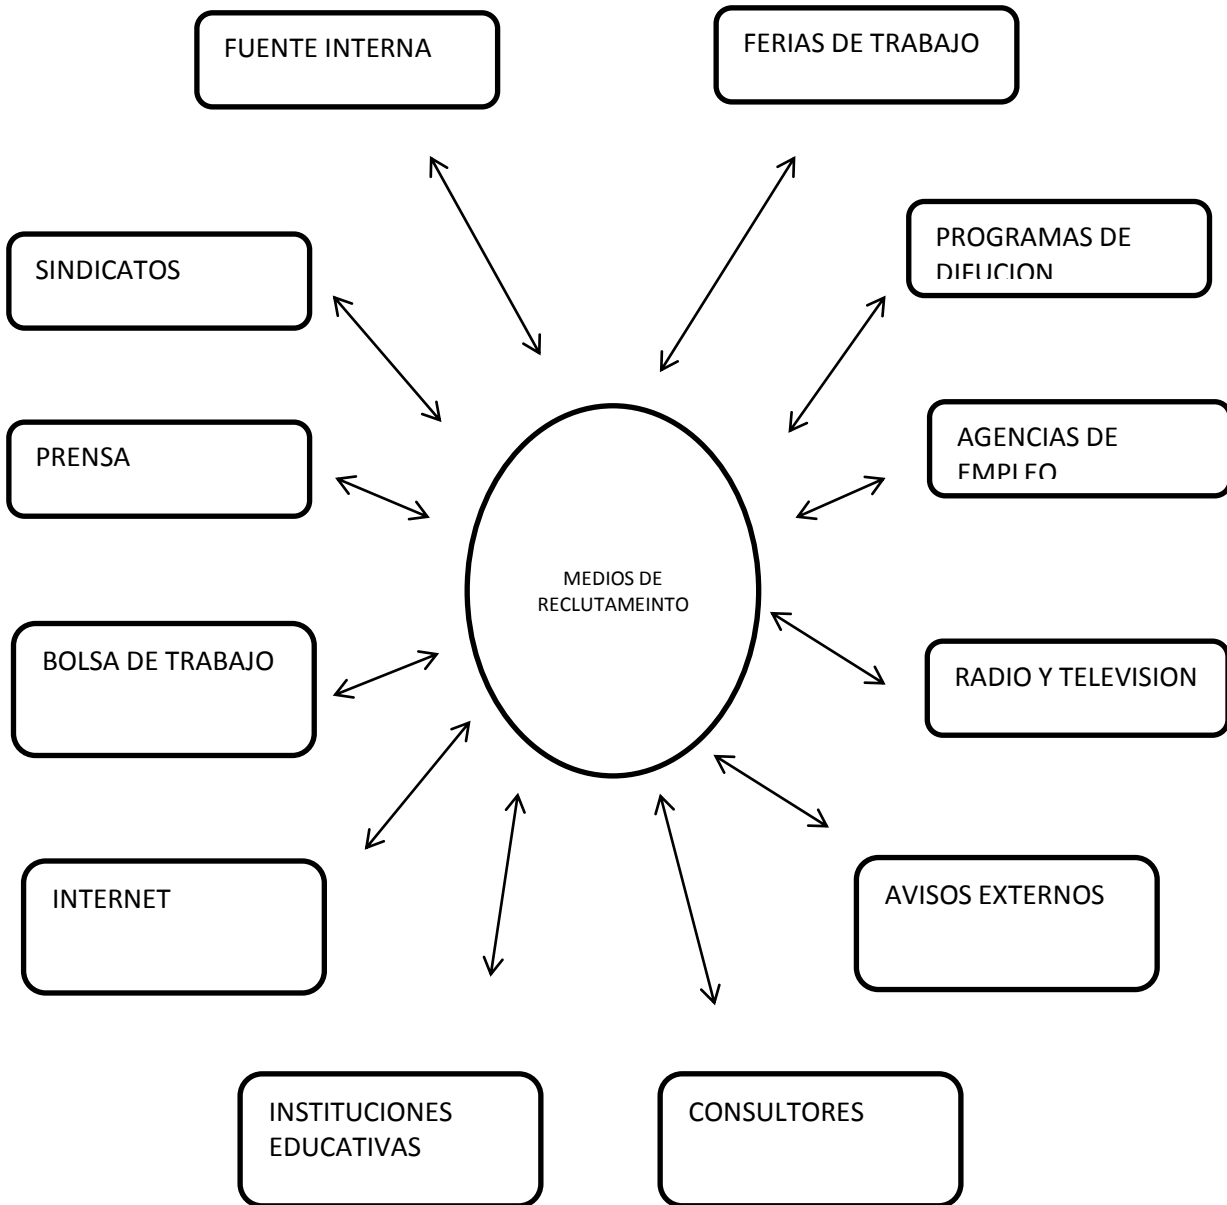 FUENTE INTERNA
FERIAS DE TRABAJO
SINDICATOS
PROGRAMAS DE
DIFUCION
PRENSA
AGENCIAS DE
EMPLEO
MEDIOS DE
RECLUTAMEINTO
BOLSA DE TRABAJO
RADIO Y TELEVISION
INTERNET
AVISOS EXTERNOS
INSTITUCIONES
EDUCATIVAS
CONSULTORES